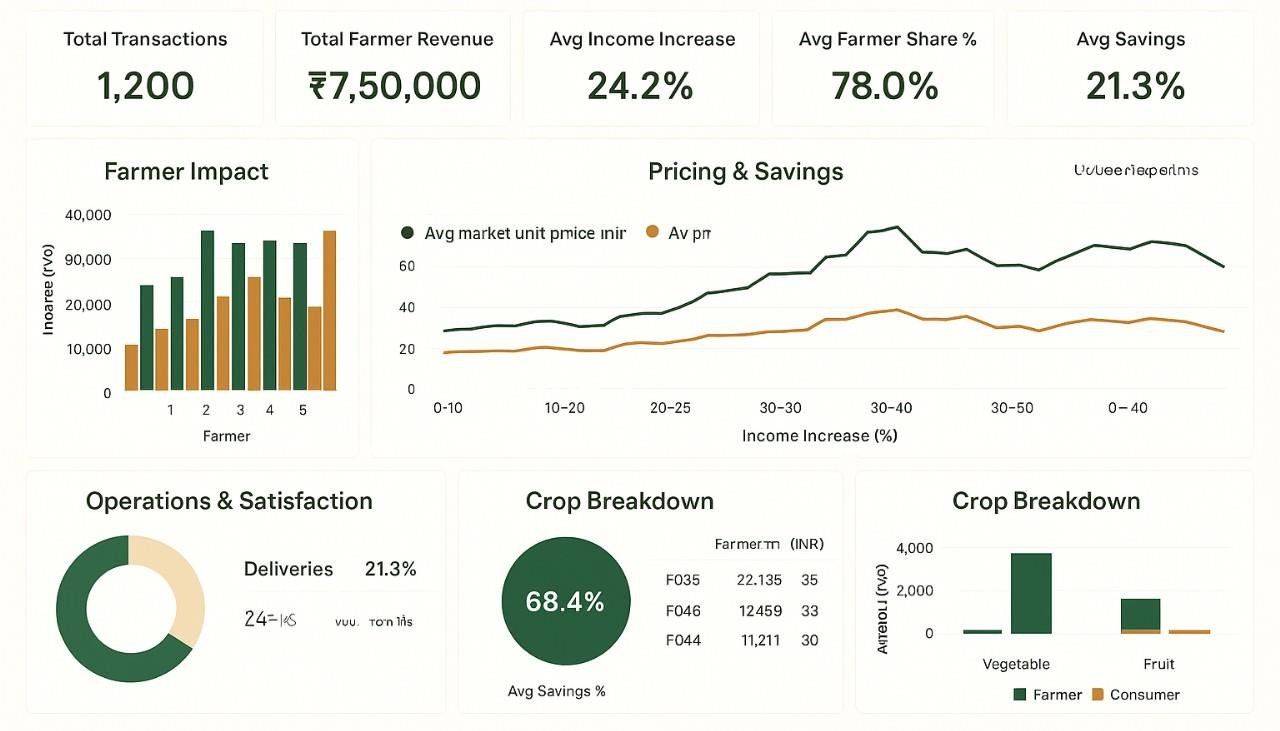 Total Transactions
1,200
Total Farmer Revenue
₹7,50,000
Avg Income Increase
24.2%
Avg Farmer Share %
78.0%
Avg Savings
21.3%
Farmer Impact
40,000
90,000
20,000
10,000
0
1 2 3 4 5
Farmer
Pricing & Savings
Avg market unit
Av
60
40
20
0
0-10 10-20 20-25 30-30 30-40 30-50 0-40
Income Increase (%)
Operations & Satisfaction
Deliveries 21.3%
Crop Breakdown
68.4%
Avg Savings %
(INR)
F035 22.135 35
F046 12459 33
F044 11,211 30
Crop Breakdown
4,000
2,000
0
Vegetable Fruit
Farmer Consumer